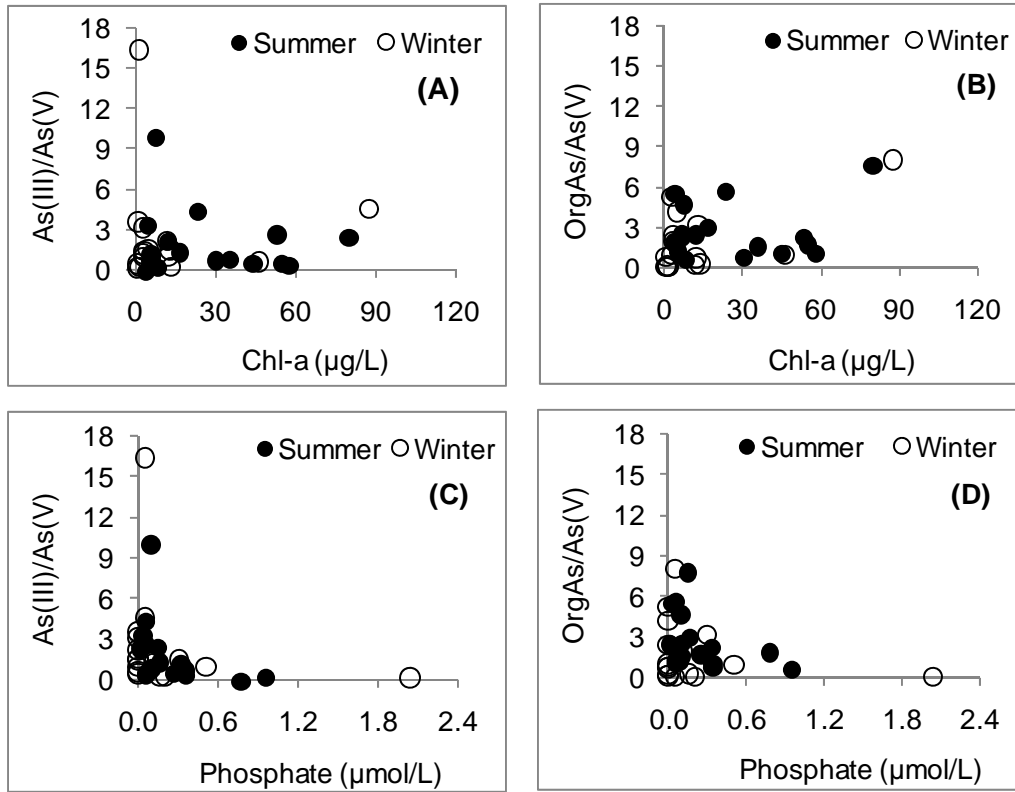 Summer Winter
(A)
As(III)/As(V)
18
15
12
9
6
3
0
0 30 60 90 120
Chl-a (µg/L)
Summer Winter
(B)
OrgAs/As(V)
18
15
12
9
6
3
0
0 30 60 90 120
Chl-a (µg/L)
Summer Winter
(C)
As(III)/As(V)
18
15
12
9
6
3
0
0.0 0.6 1.2 1.8 2.4
Phosphate (µmol/L)
Summer Winter
(D)
OrgAs/As(V)
18
15
12
9
6
3
0
0.0 0.6 1.2 1.8 2.4
Phosphate (µmol/L)